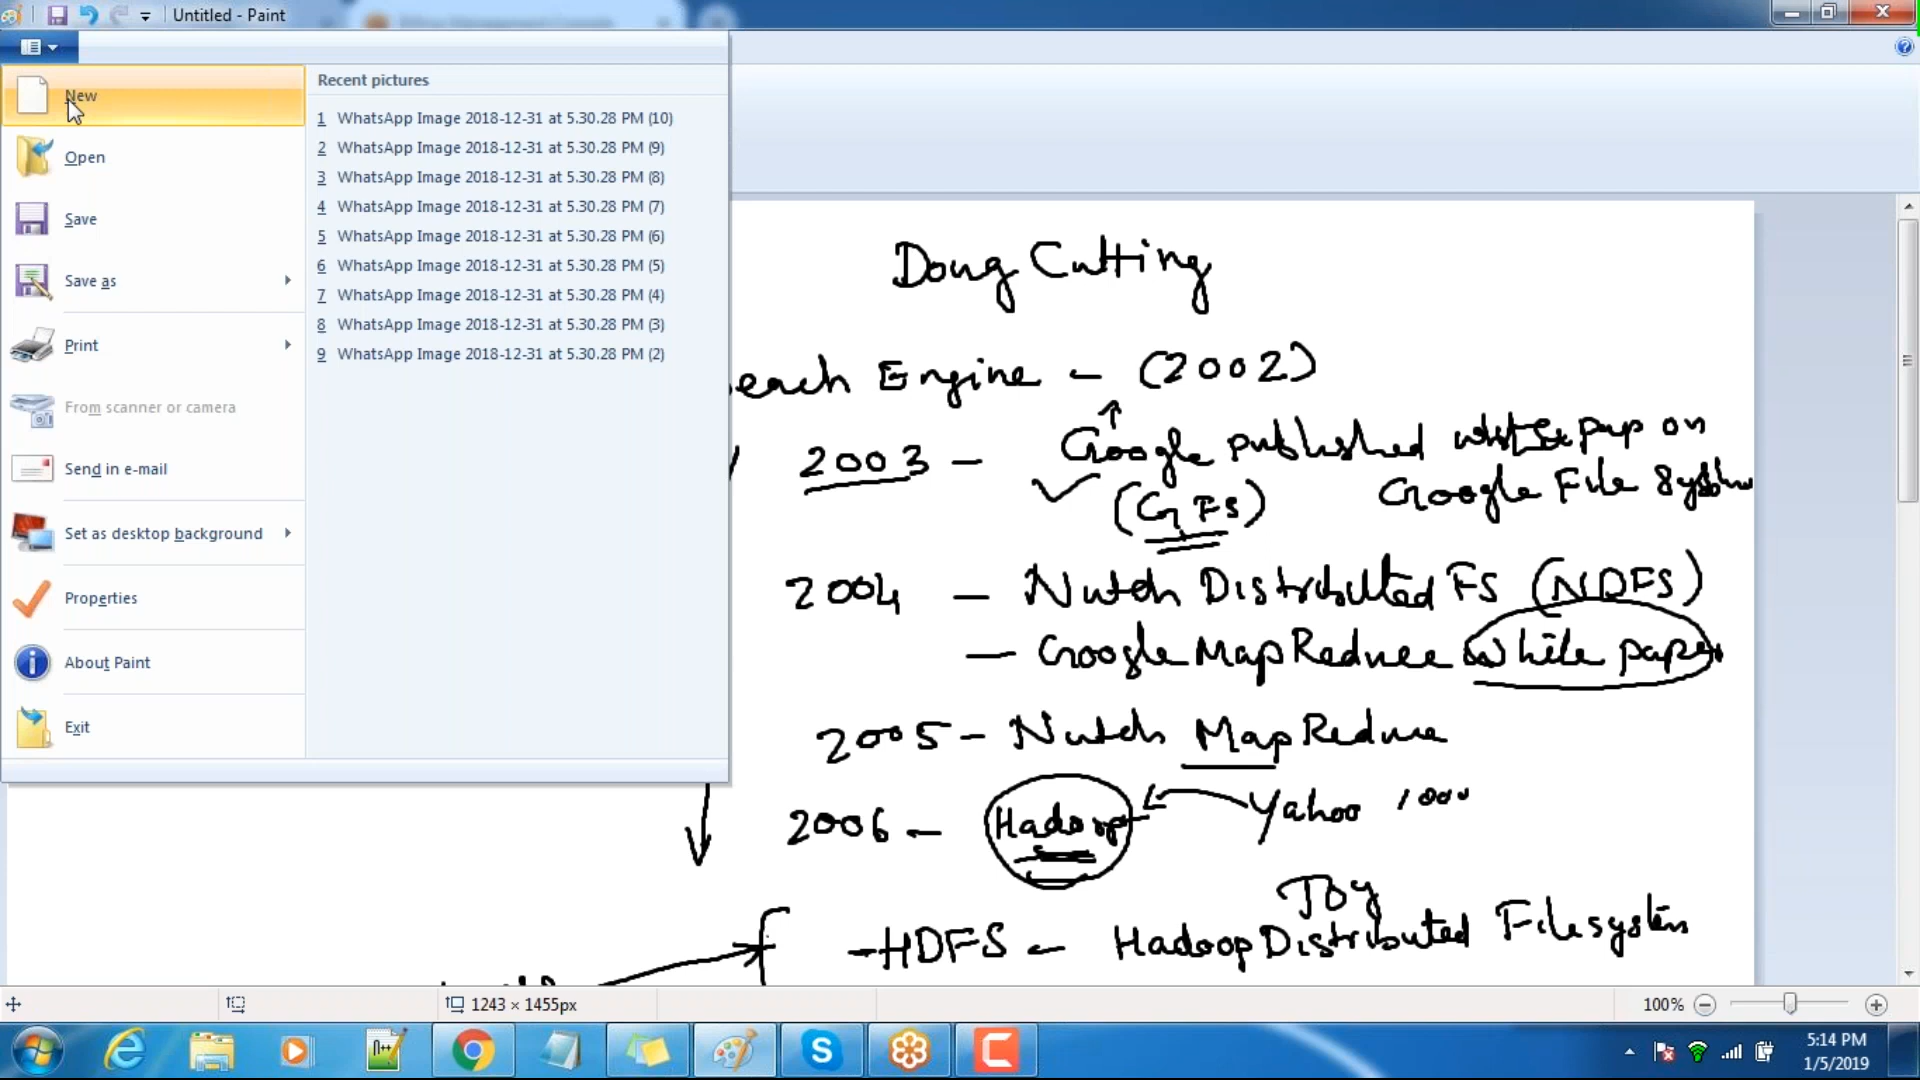 Untitled - Paint
New
Open
Save
Save as
Print
From scanner or camera
Send in e-mail
Set as desktop background
Properties
About Paint
Exit
Recent pictures
1 WhatsApp Image 2018-12-31 at 5.30.28 PM (10)
2 WhatsApp Image 2018-12-31 at 5.30.28 PM (9)
3 WhatsApp Image 2018-12-31 at 5.30.28 PM (8)
4 WhatsApp Image 2018-12-31 at 5.30.28 PM (7)
5 WhatsApp Image 2018-12-31 at 5.30.28 PM (6)
6 WhatsApp Image 2018-12-31 at 5.30.28 PM (5)
7 WhatsApp Image 2018-12-31 at 5.30.28 PM (4)
8 WhatsApp Image 2018-12-31 at 5.30.28 PM (3)
9 WhatsApp Image 2018-12-31 at 5.30.28 PM (2)
Doug Cutting
each Engine - (2002)
2003 - Google published on
(GFS) Google File System
2004 - Nutch Distributed FS (NDFS)
- Google MapReduce white paper
2005 - Nutch MapReduce
2006 - Hadoop Yahoo 1000
Toy
- HDFS - Hadoop Distributed Filesystem
1243 × 1455px
100%
5:14 PM
1/5/2019